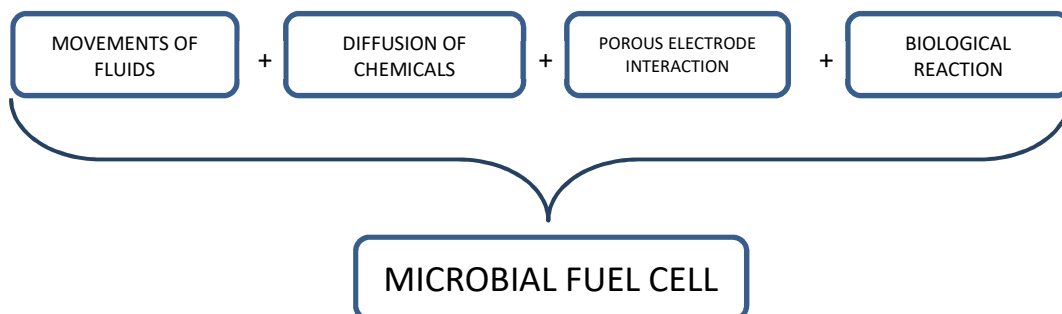 MOVEMENTS OF
FLUIDS
+
DIFFUSION OF
CHEMICALS
+
POROUS ELECTRODE
INTERACTION
+
BIOLOGICAL
REACTION
MICROBIAL FUEL CELL